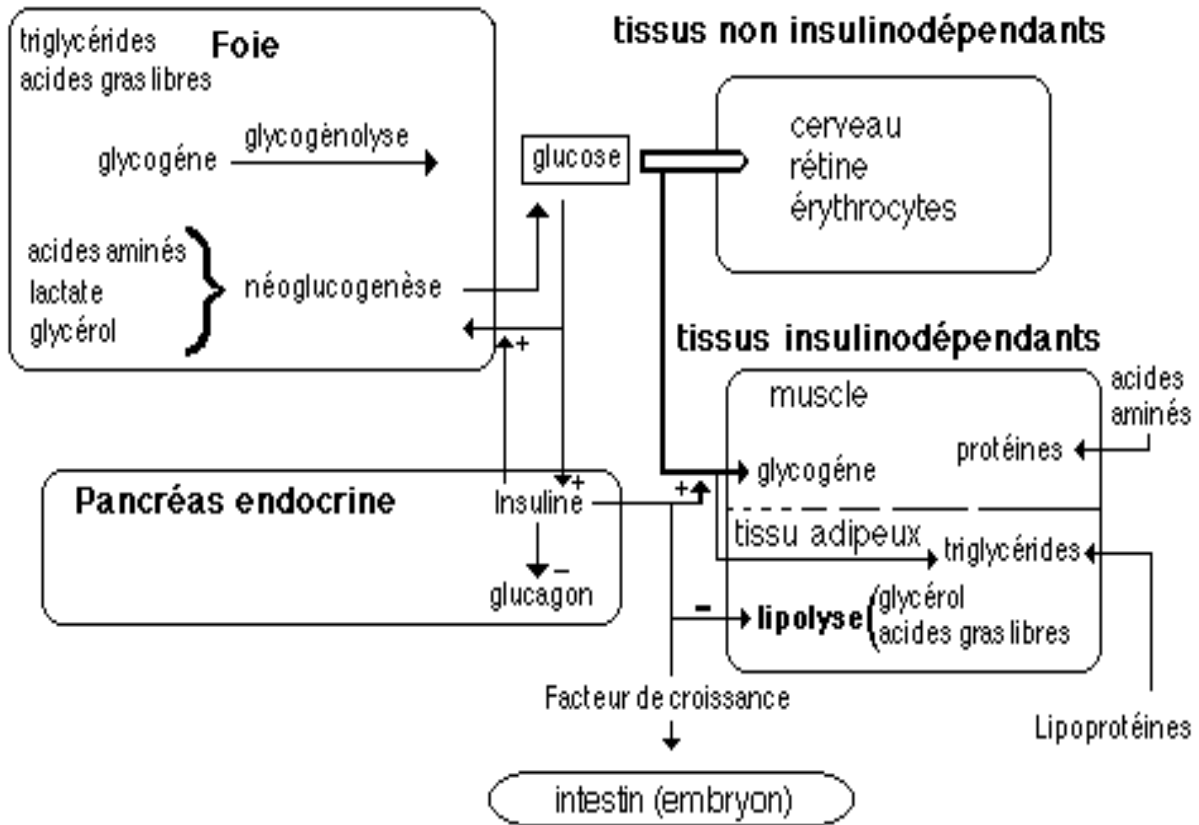 triglycérides
Foie
acides gras libres
glycogénolyse
glycogéne
acides aminés
lactate
glycérol
néoglucogenèse
+
glucose
tissus non insulinodépendants
cerveau
rétine
érythrocytes
tissus insulinodépendants
muscle
acides
aminés
protéines
glycogéne
+
tissu adipeux
triglycérides
-
lipolyse
glycérol
acides gras libres
Lipoprotéines
Pancréas endocrine
+
Insuline
-
glucagon
Facteur de croissance
intestin (embryon)